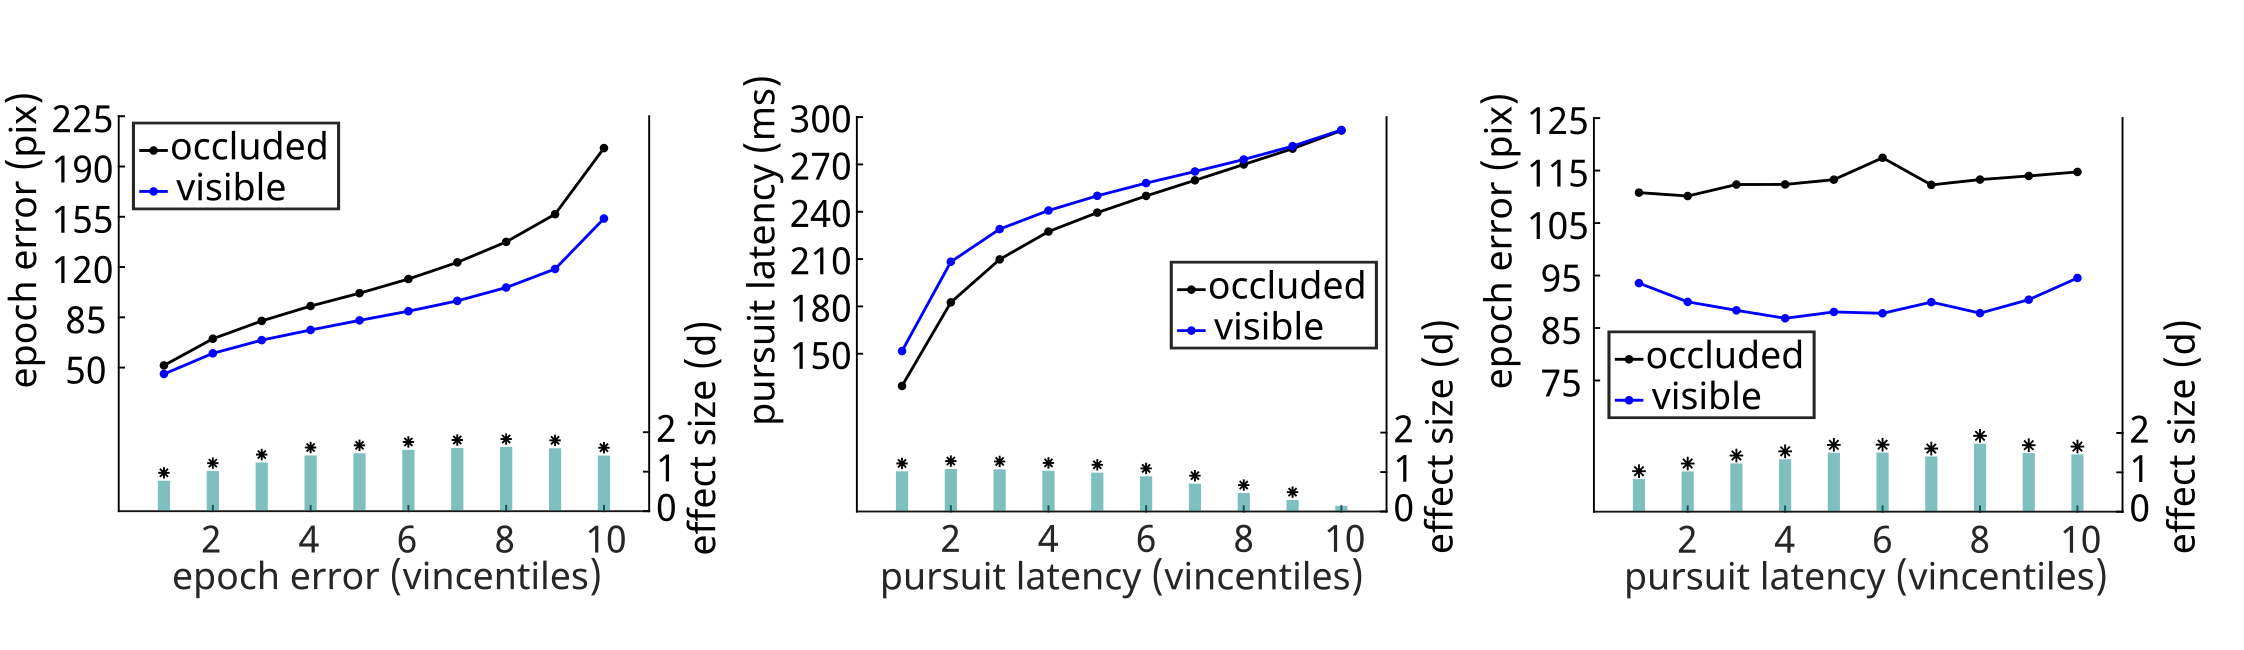 epoch error (pix)
225
190
155
120
85
50
occluded
visible
2
1
0
effect size (d)
2 4 6 8 10
epoch error (vincentiles)
pursuit latency (ms)
300
270
240
210
180
150
occluded
visible
2
1
0
effect size (d)
2 4 6 8 10
pursuit latency (vincentiles)
epoch error (pix)
125
115
105
95
85
75
occluded
visible
2
1
0
effect size (d)
2 4 6 8 10
pursuit latency (vincentiles)